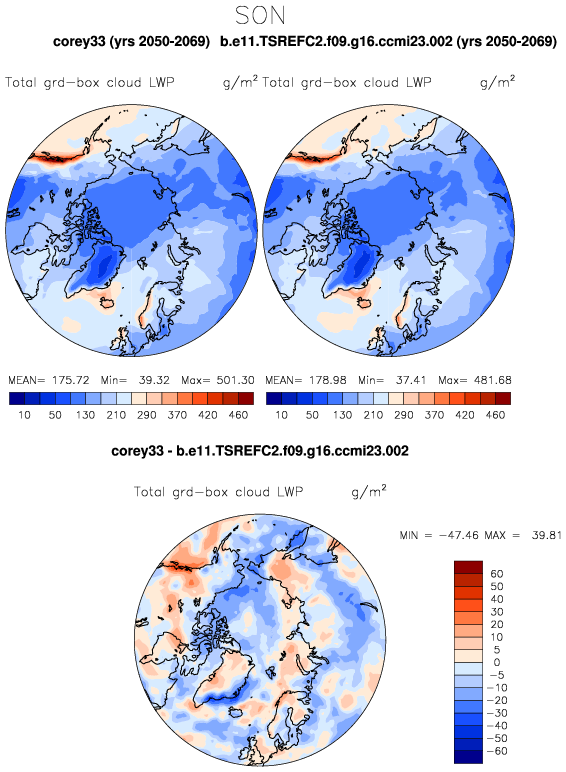 SON
corey33 (yrs 2050-2069) b.e11.TSREFC2.f09.g16.ccmi23.002 (yrs 2050-2069)
Total grd-box cloud LWP g/m² Total grd-box cloud LWP g/m²
MEAN= 175.72 Min= 39.32 Max= 501.30 MEAN= 178.98 Min= 37.41 Max= 481.68
10 50 130 210 290 370 420 460 10 50 130 210 290 370 420 460
corey33 - b.e11.TSREFC2.f09.g16.ccmi23.002
Total grd-box cloud LWP g/m²
MIN = -47.46 MAX = 39.81
60
50
40
30
20
10
5
0
-5
-10
-20
-30
-40
-50
-60